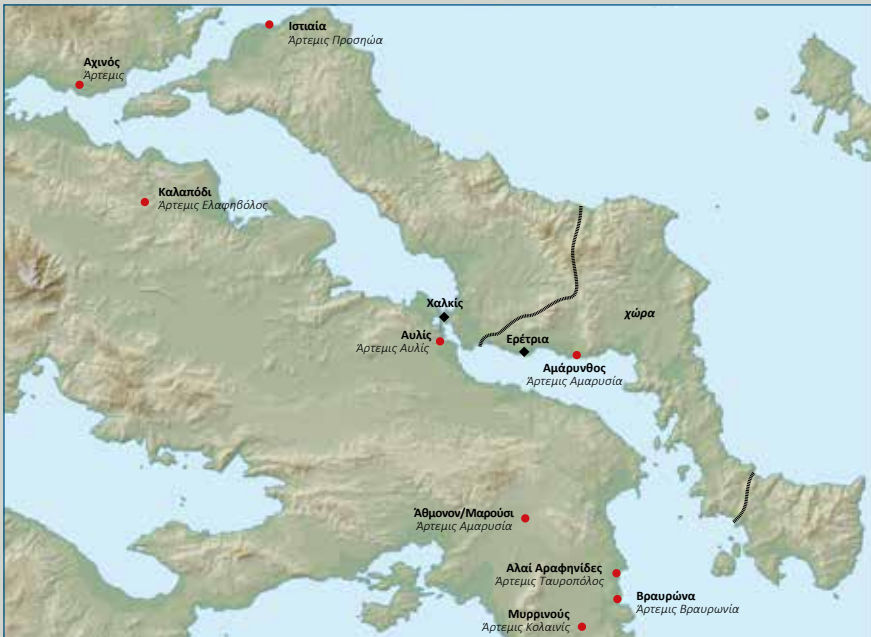 Ιστιαία
Άρτεμις Προσηώα
Αχινός
Άρτεμις
Καλαπόδι
Άρτεμις Ελαφηβόλος
Χαλκίς
χώρα
Αυλίς
Άρτεμις Αυλίς
Ερέτρια
Αμάρυνθος
Άρτεμις Αμαρυσία
Άθμονον/Μαρούσι
Άρτεμις Αμαρυσία
Αλαί Αραφηνίδες
Άρτεμις Ταυροπόλος
Βραυρώνα
Άρτεμις Βραυρωνία
Μυρρινούς
Άρτεμις Κολαινίς